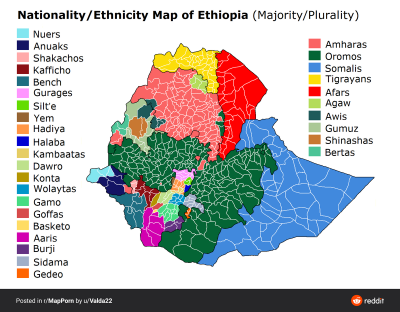 Nationality/Ethnicity Map of Ethiopia (Majority/Plurality)
Nuers
Anuaks
Shakachos
Kafficho
Bench
Gurages
Silt'e
Yem
Hadiya
Halaba
Kambaatas
Dawro
Konta
Wolaytas
Gamo
Goffas
Basketo
Aaris
Burji
Sidama
Gedeo
Amharas
Oromos
Somalis
Tigrayans
Afars
Agaw
Awis
Gumuz
Shinashas
Bertas
Posted in r/MapPorn by u/Valda22
reddit